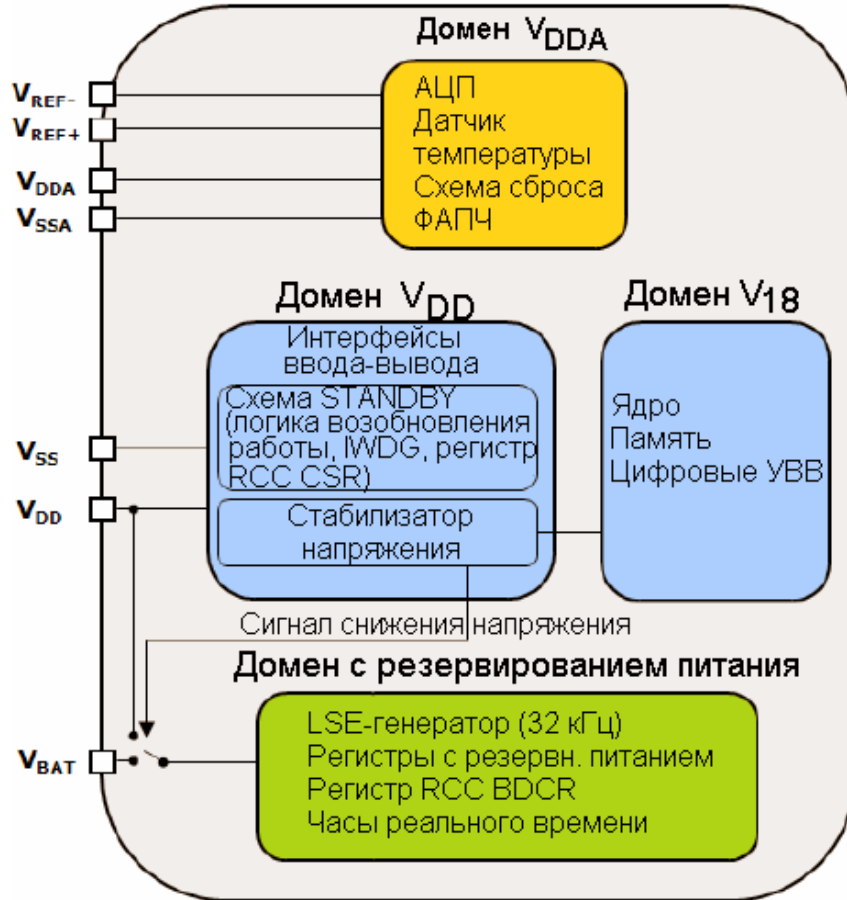 Домен VDDA
VREF-
VREF+
VDDA
VSSA
АЦП
Датчик
температуры
Схема сброса
ФАПЧ
Домен VDD
Домен V18
Интерфейсы
ввода-вывода
Схема STANDBY
(логика возобновления
работы, IWDG, регистр
RCC CSR)
Стабилизатор
напряжения
Ядро
Память
Цифровые УВВ
VSS
VDD
Сигнал снижения напряжения
Домен с резервированием питания
VBAT
LSE-генератор (32 кГц)
Регистры с резервн. питанием
Регистр RCC BDCR
Часы реального времени